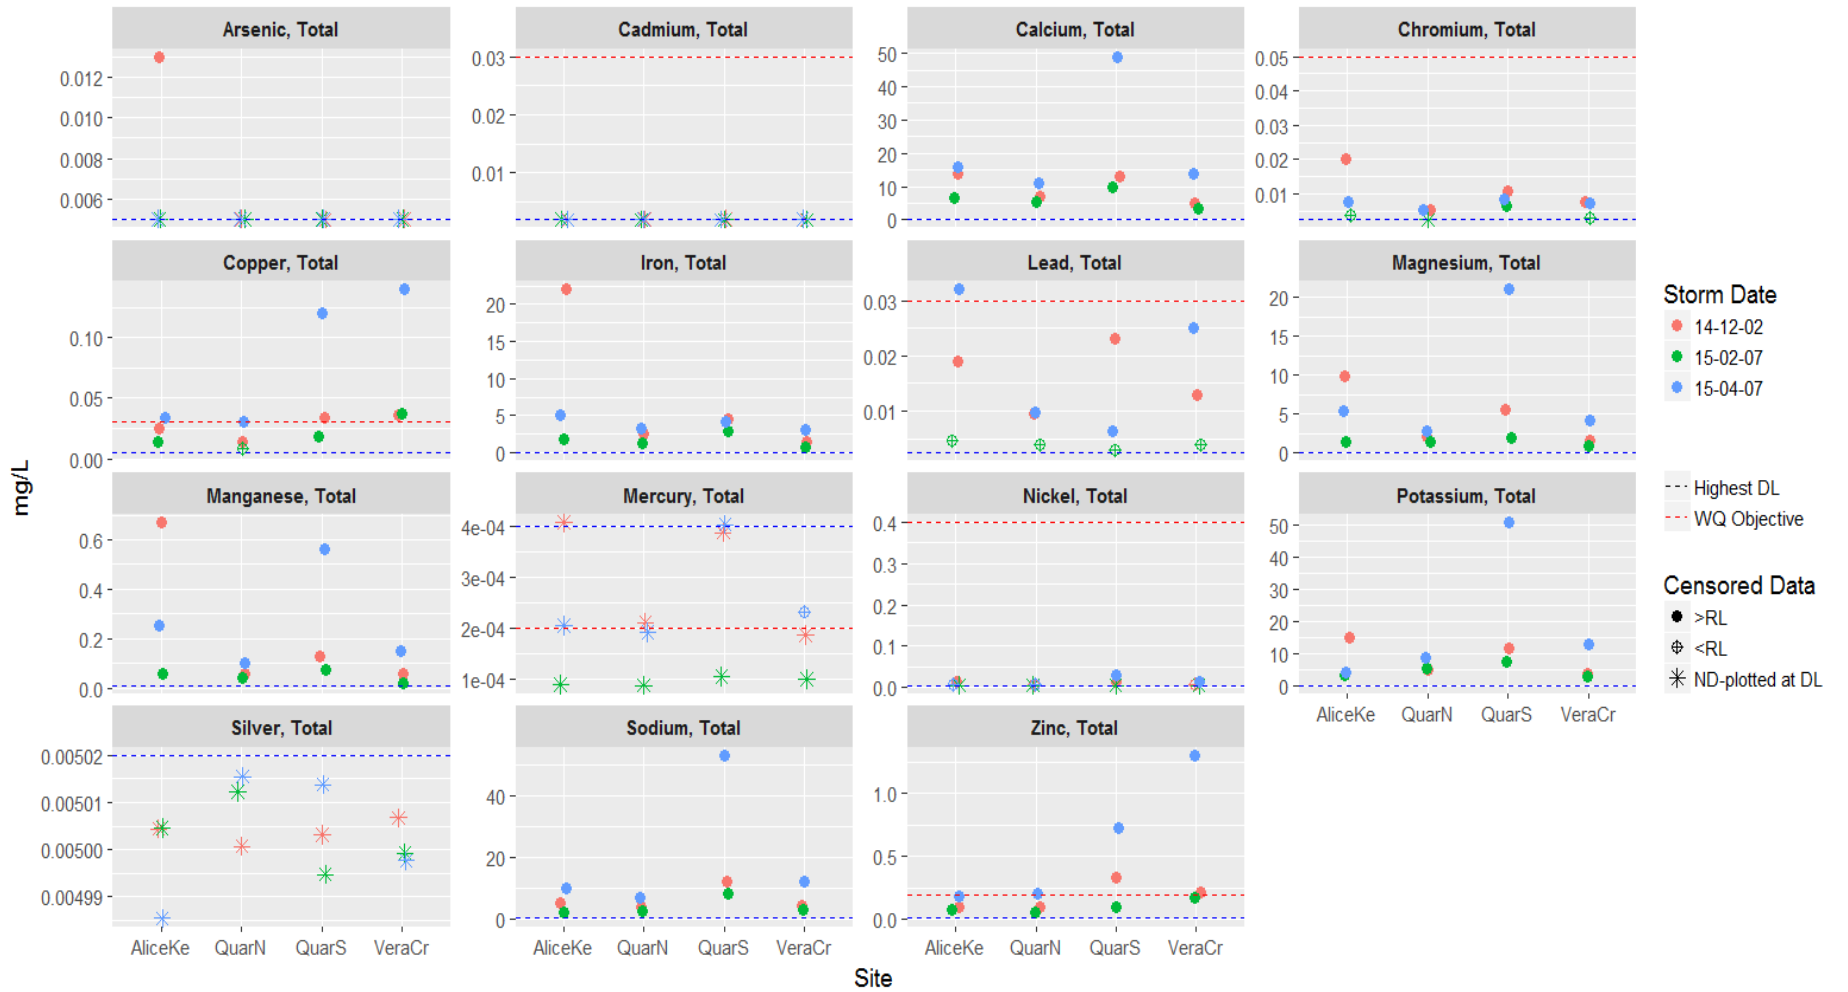 Arsenic, Total
Cadmium, Total
Calcium, Total
Chromium, Total
0.012
0.010
0.008
0.006
0.03
0.02
0.01
50
40
30
20
10
0
0.05
0.04
0.03
0.02
0.01
Copper, Total
Iron, Total
Lead, Total
Magnesium, Total
0.10
0.05
0.00
20
15
10
5
0
0.03
0.02
0.01
20
15
10
5
0
Manganese, Total
Mercury, Total
Nickel, Total
Potassium, Total
0.6
0.4
0.2
0.0
4e-04
3e-04
2e-04
1e-04
0.4
0.3
0.2
0.1
0.0
50
40
30
20
10
0
AliceKe QuarN QuarS VeraCr
Silver, Total
Sodium, Total
Zinc, Total
0.00502
0.00501
0.00500
0.00499
40
20
0
1.0
0.5
0.0
AliceKe QuarN QuarS VeraCr
AliceKe QuarN QuarS VeraCr
AliceKe QuarN QuarS VeraCr
mg/L
Site
Storm Date
14-12-02
15-02-07
15-04-07
Highest DL
WQ Objective
Censored Data
>RL
<RL
ND-plotted at DL